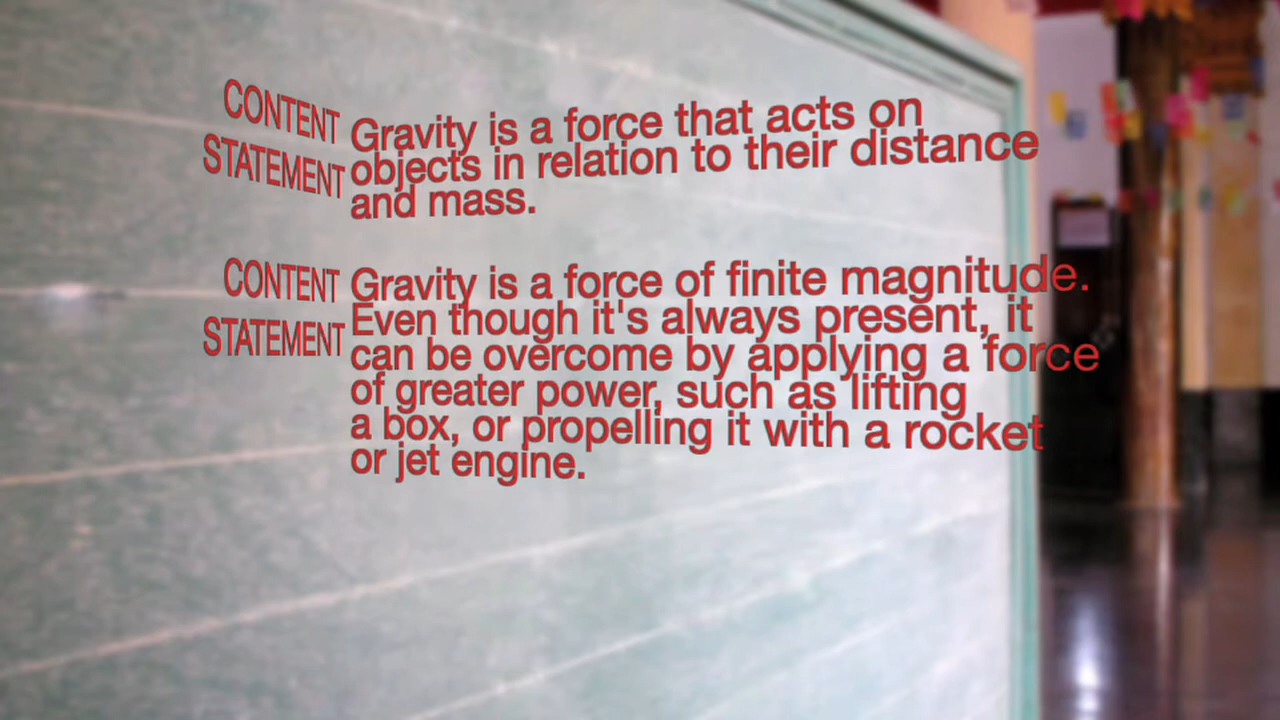 CONTENT
STATEMENT
Gravity is a force that acts on
objects in relation to their distance
and mass.
CONTENT
STATEMENT
Gravity is a force of finite magnitude.
Even though it's always present, it
can be overcome by applying a force
of greater power, such as lifting
a box, or propelling it with a rocket
or jet engine.